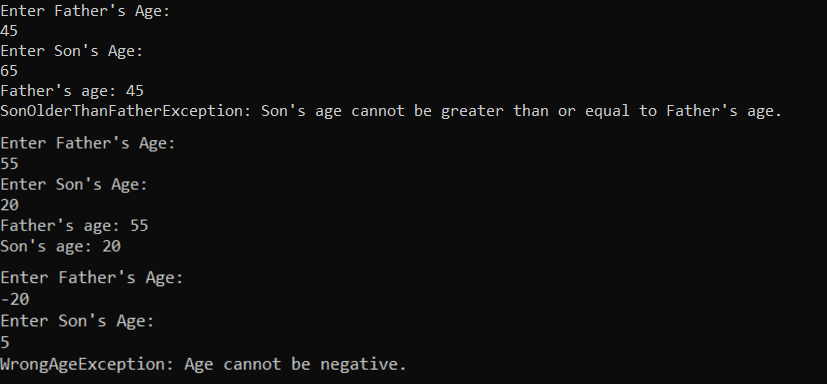 Enter Father's Age:
45
Enter Son's Age:
65
Father's age: 45
SonOlderThanFatherException: Son's age cannot be greater than or equal to Father's age.
Enter Father's Age:
55
Enter Son's Age:
20
Father's age: 55
Son's age: 20
Enter Father's Age:
-20
Enter Son's Age:
5
WrongAgeException: Age cannot be negative.